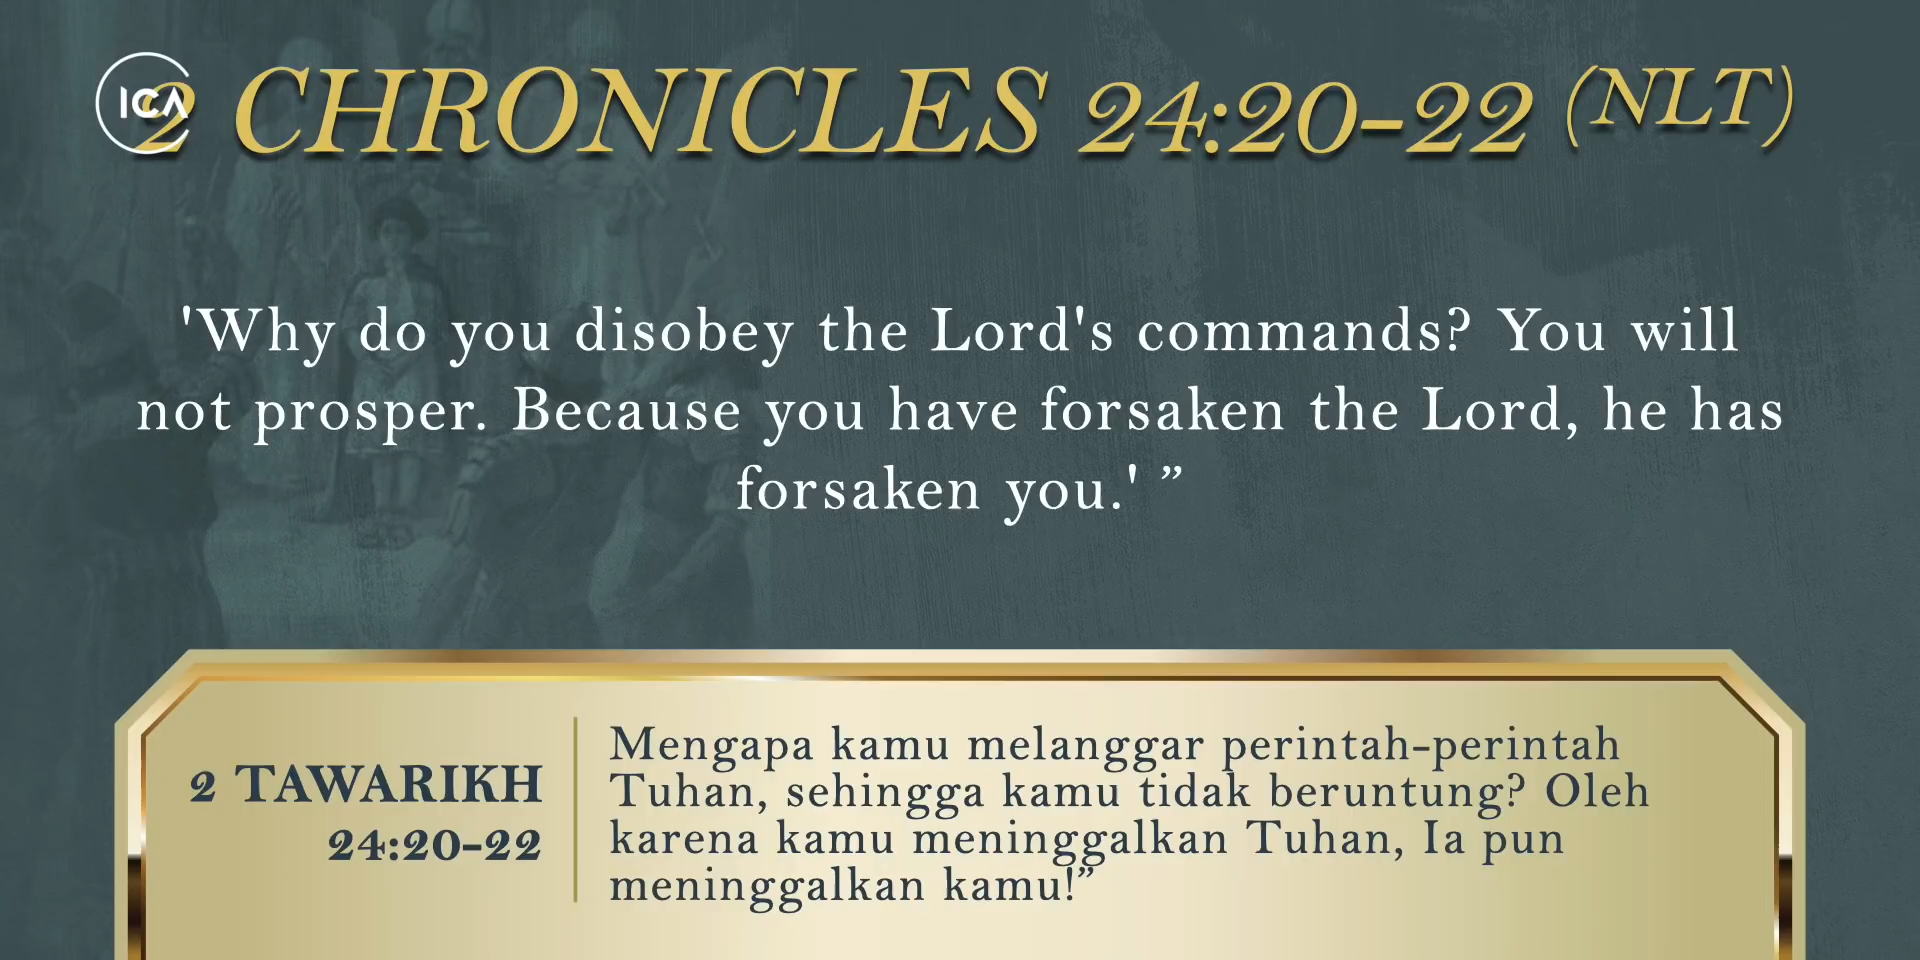 ICA
2 CHRONICLES 24:20-22 (NLT)
'Why do you disobey the Lord's commands? You will
not prosper. Because you have forsaken the Lord, he has
forsaken you.' ”
2 TAWARIKH
24:20-22
Mengapa kamu melanggar perintah-perintah
Tuhan, sehingga kamu tidak beruntung? Oleh
karena kamu meninggalkan Tuhan, Ia pun
meninggalkan kamu!”